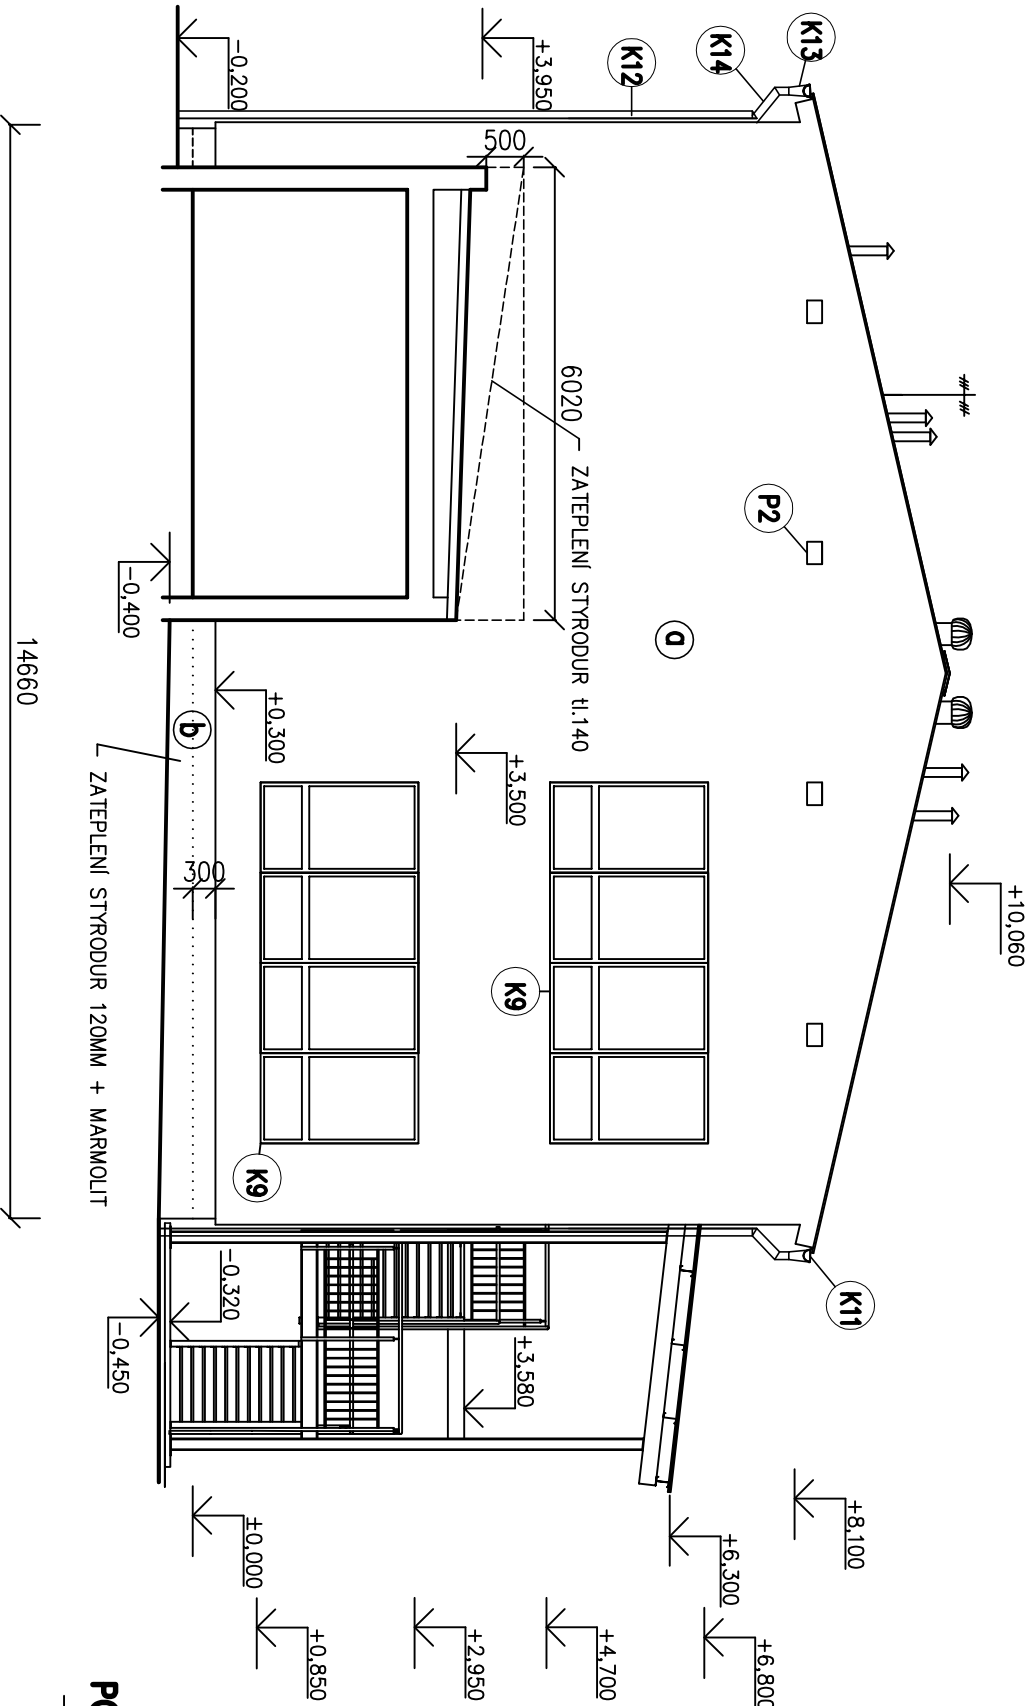 +10,060
K13
K14
K12
+3,950
-0,200
500
6020
ZATEPLENÍ STYRODUR tl.140
P2
a
-0,400
+0,300
+3,500
b
300
K9
K9
K11
ZATEPLENÍ STYRODUR 120MM + MARMOLIT
14660
-0,320
-0,450
+3,580
+8,100
+6,300
+6,800
+4,700
+2,950
+0,850
±0,000